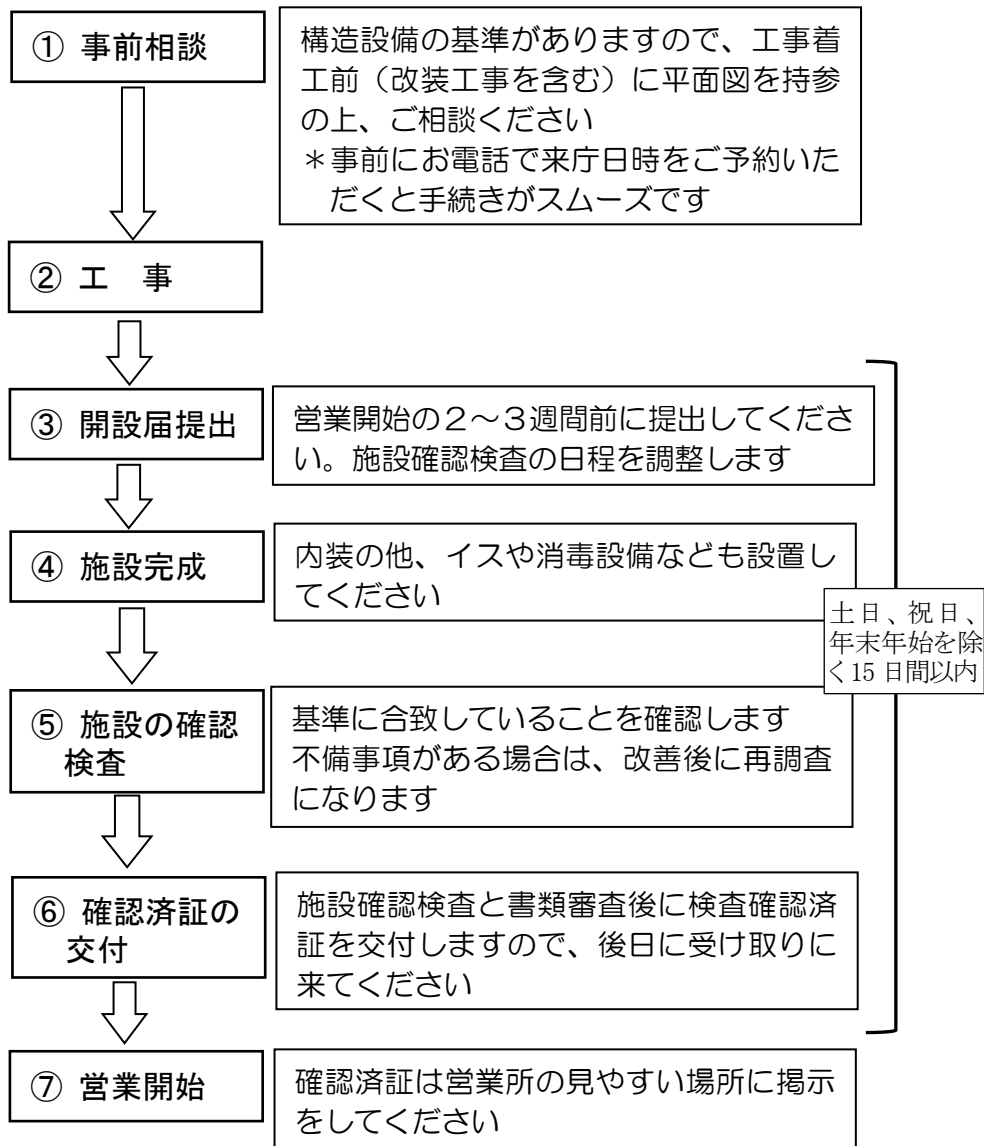 ① 事前相談
構造設備の基準がありますので、工事着
工前（改装工事を含む）に平面図を持参
の上、ご相談ください
＊事前にお電話で来庁日時をご予約いた
だくと手続きがスムーズです
② 工　事
③ 開設届提出
営業開始の２～３週間前に提出してくださ
い。施設確認検査の日程を調整します
④ 施設完成
内装の他、イスや消毒設備なども設置し
てください
土日、祝日、
年末年始を除
く15日間以内
⑤ 施設の確認
検査
基準に合致していることを確認します
不備事項がある場合は、改善後に再調査
になります
⑥ 確認済証の
交付
施設確認検査と書類審査後に検査確認済
証を交付しますので、後日に受け取りに
来てください
⑦ 営業開始
確認済証は営業所の見やすい場所に掲示
をしてください